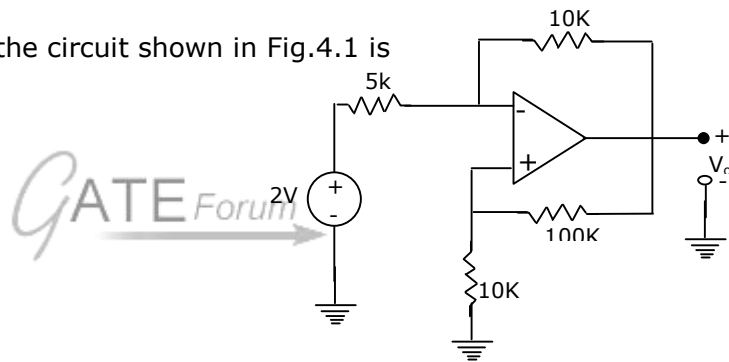 10K
the circuit shown in Fig.4.1 is
5k
-
+
+
V
-
GATE Forum
2V
+
-
100K
10K